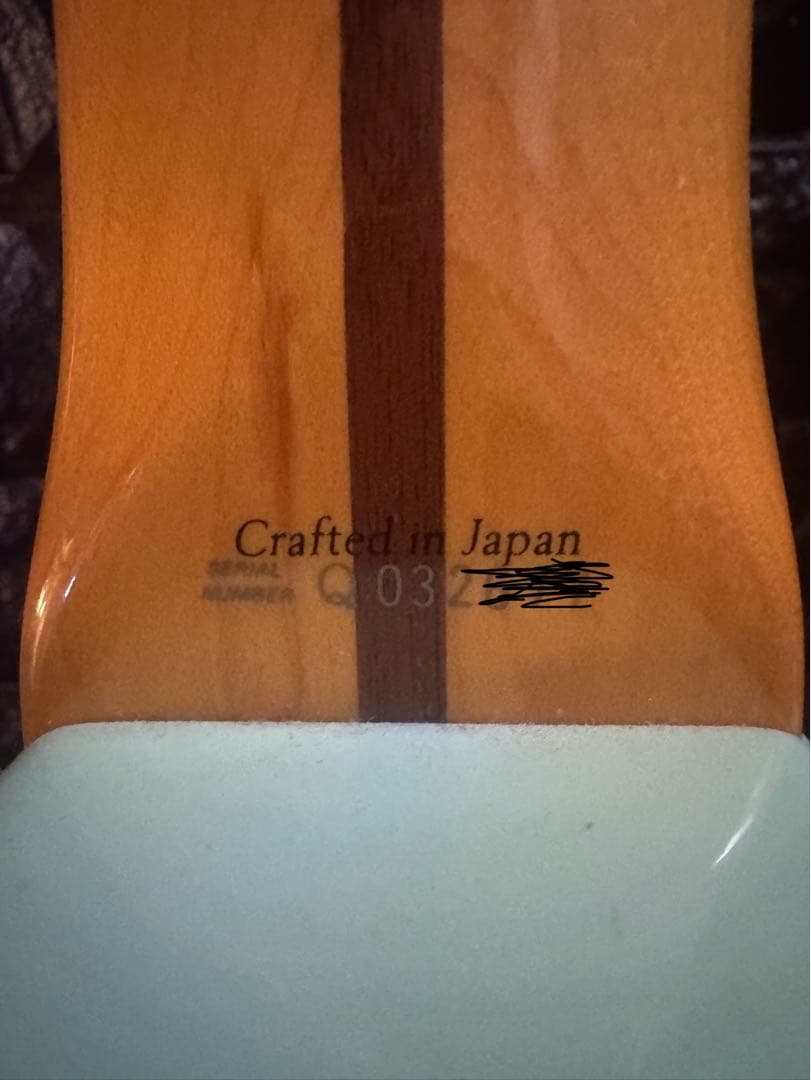 Crafted in Japan
SERIAL Q032
NUMBER